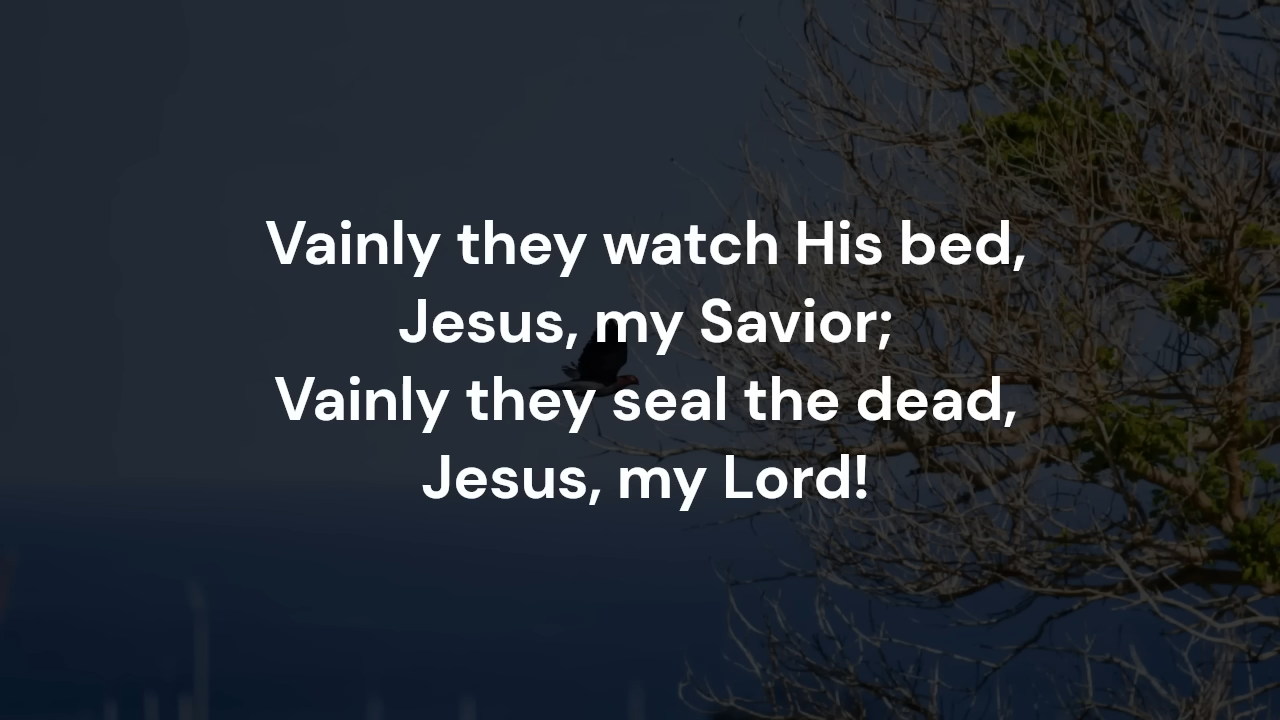 Vainly they watch His bed,
Jesus, my Savior;
Vainly they seal the dead,
Jesus, my Lord!